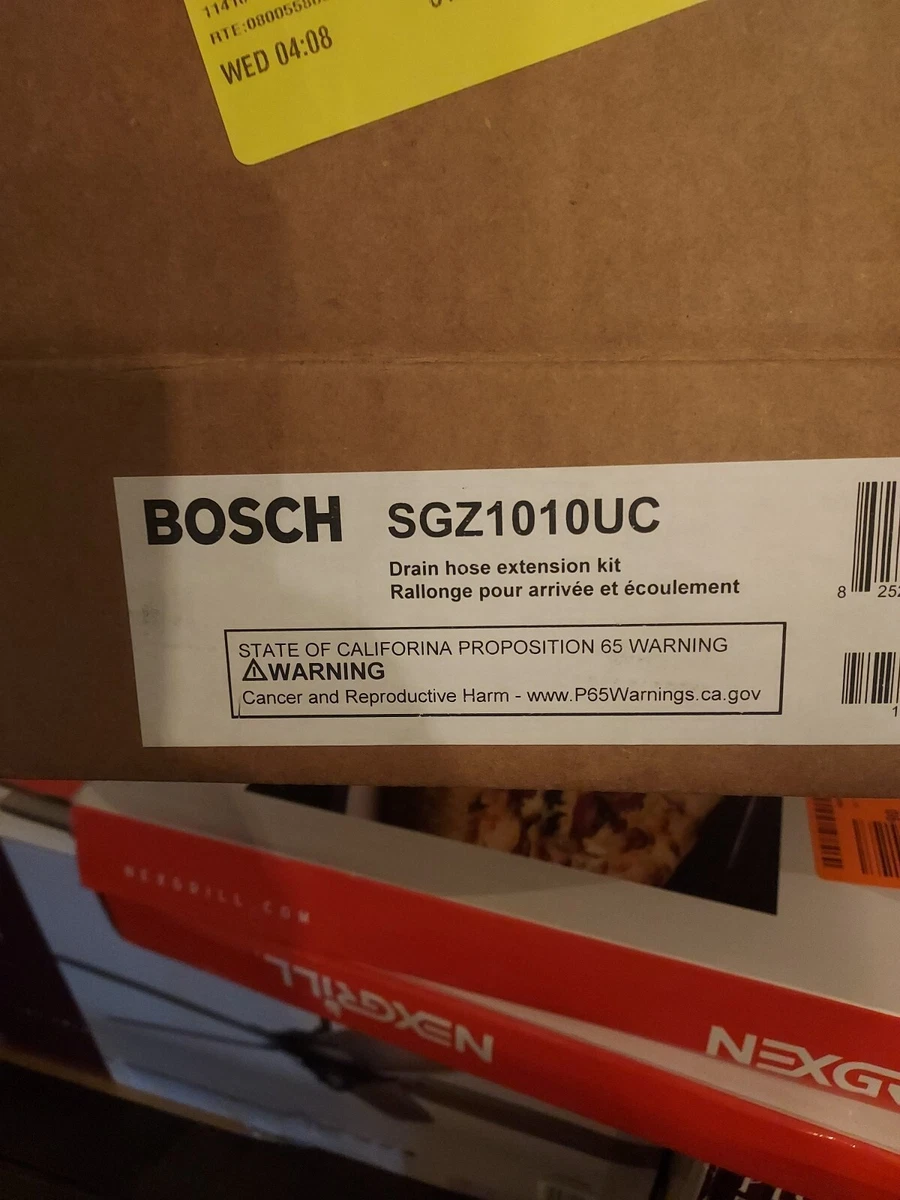 WED 04:08
BOSCH SGZ1010UC
Drain hose extension kit
Rallonge pour arrivée et écoulement
8
STATE OF CALIFORINA PROPOSITION 65 WARNING
⚠WARNING
Cancer and Reproductive Harm - www.P65Warnings.ca.gov
NEXGRILL.COM
NEXGRILL